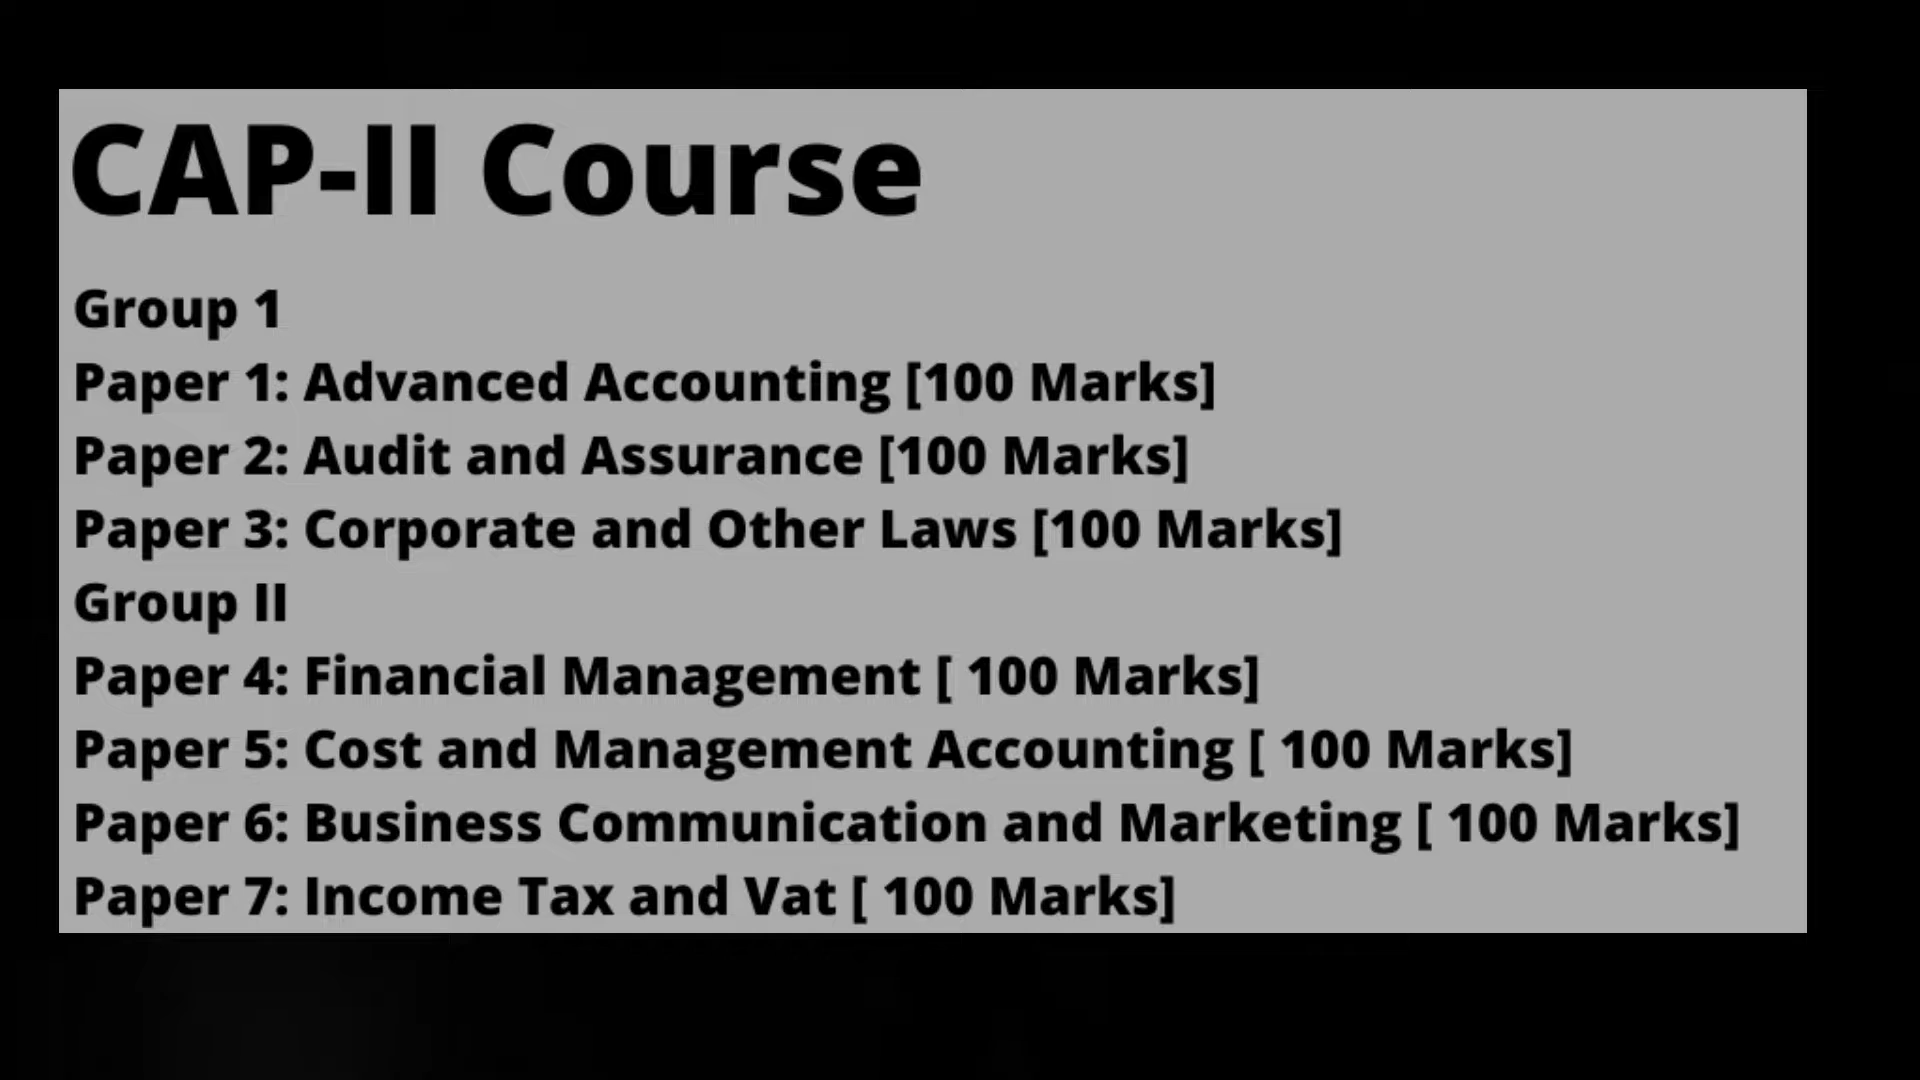 CAP-II Course
Group 1
Paper 1: Advanced Accounting [100 Marks]
Paper 2: Audit and Assurance [100 Marks]
Paper 3: Corporate and Other Laws [100 Marks]
Group II
Paper 4: Financial Management [ 100 Marks]
Paper 5: Cost and Management Accounting [ 100 Marks]
Paper 6: Business Communication and Marketing [ 100 Marks]
Paper 7: Income Tax and Vat [ 100 Marks]